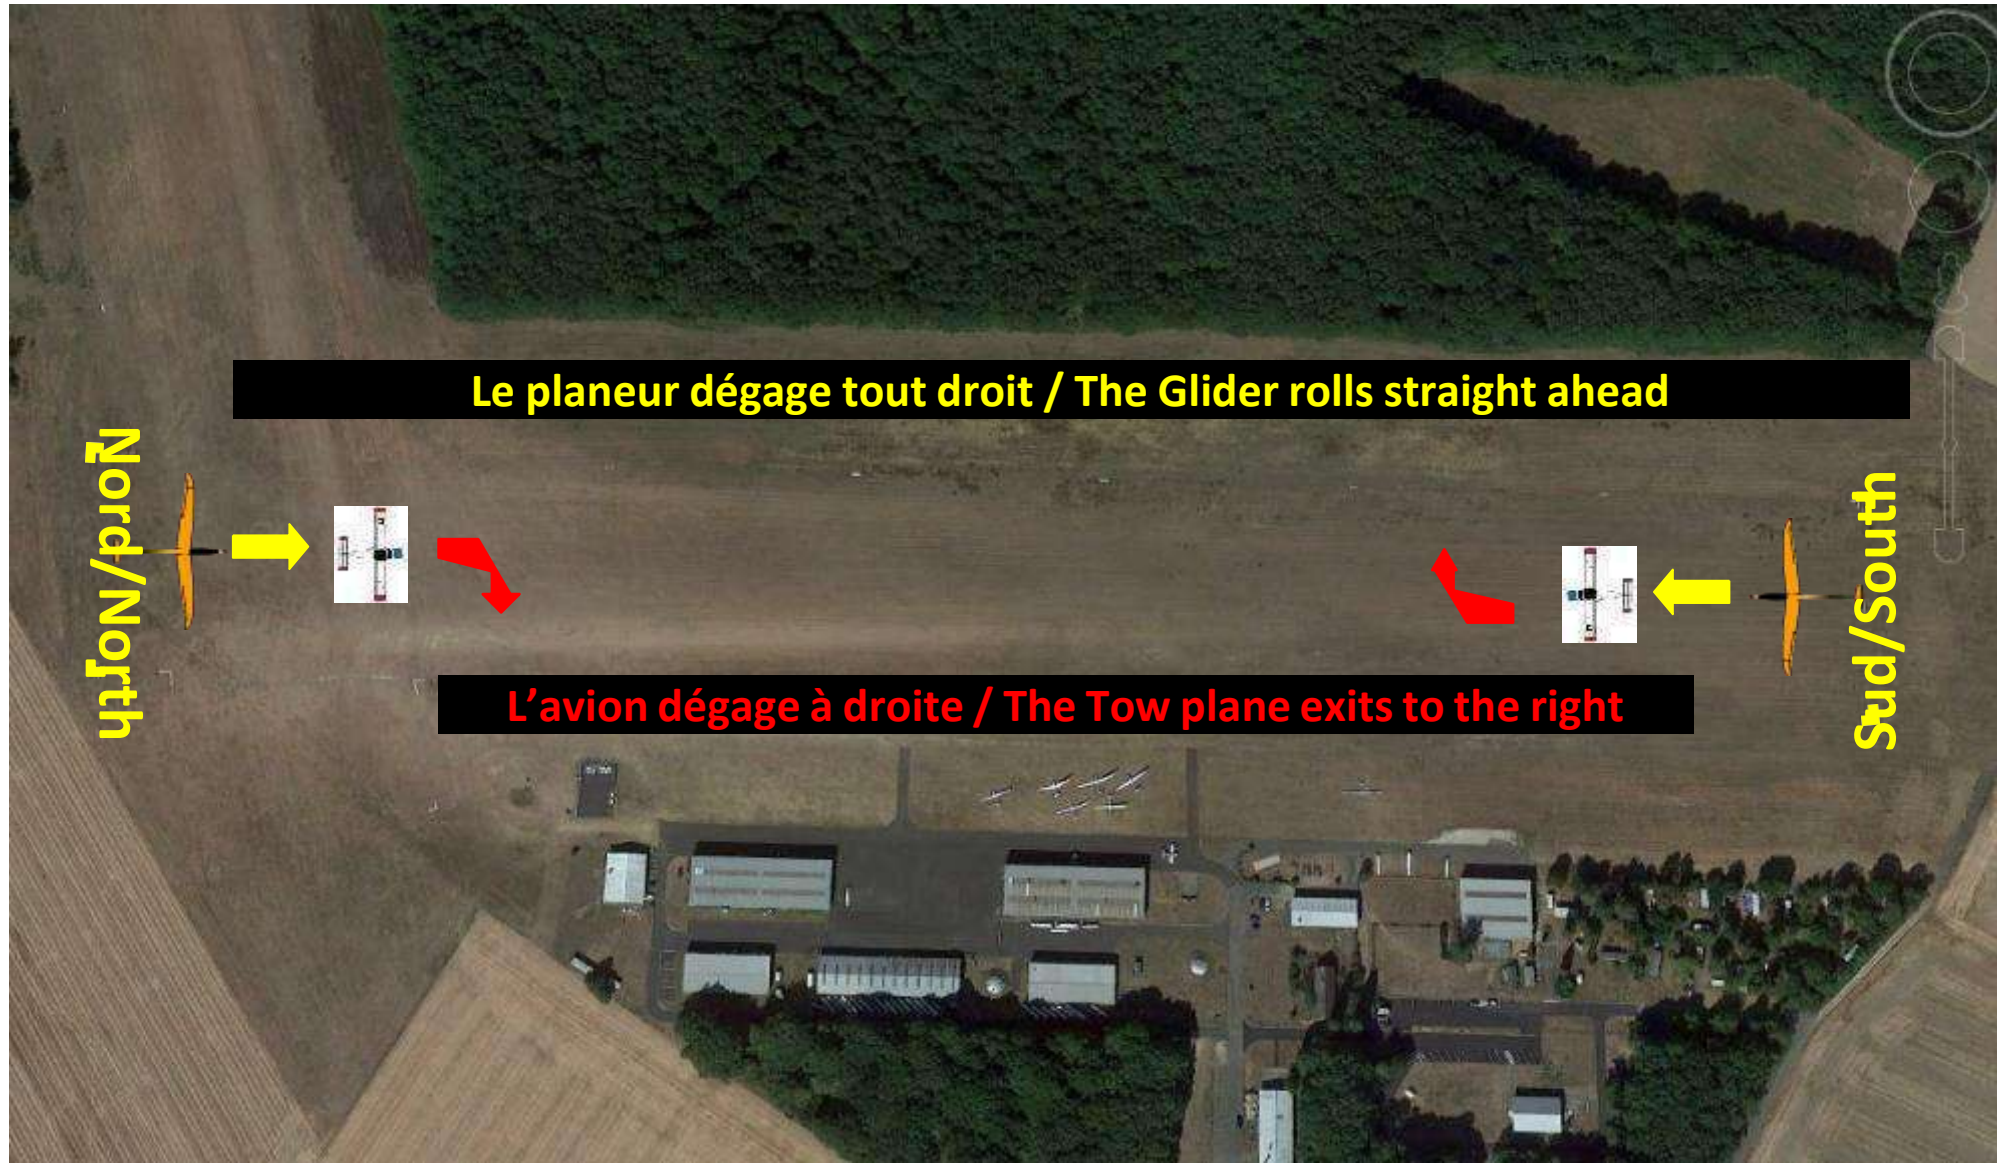 Le planeur dégage tout droit / The Glider rolls straight ahead
Nord/North
Sud/South
L’avion dégage à droite / The Tow plane exits to the right